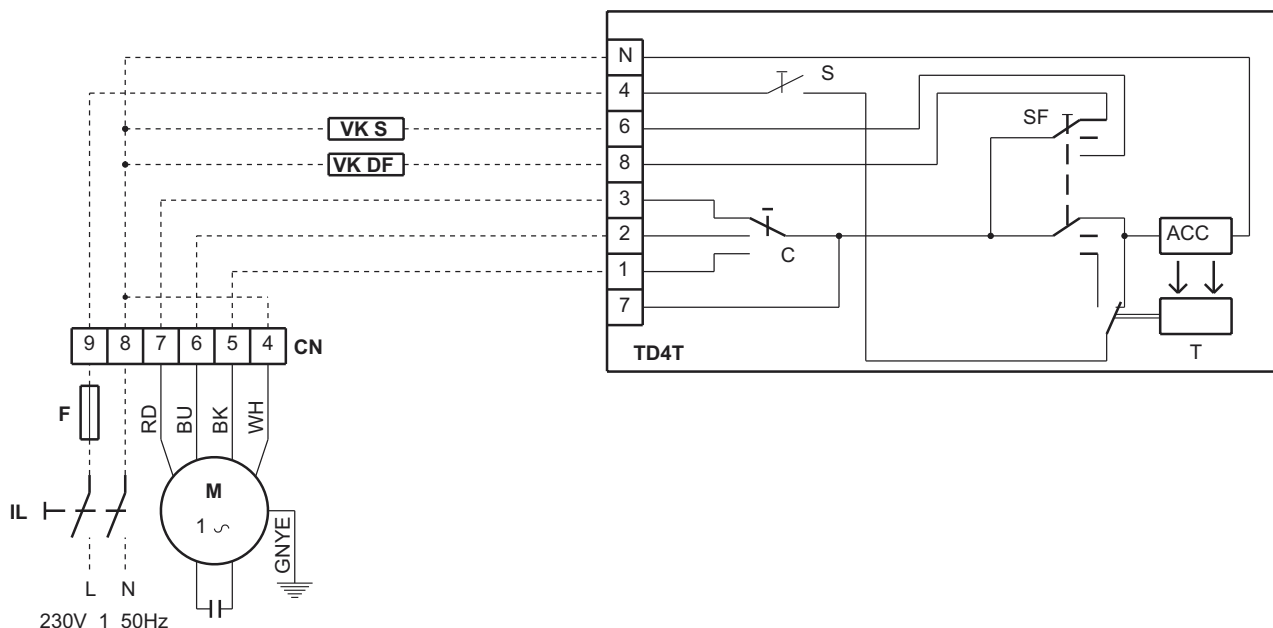 N
4
S
6
VK S
SF
8
VK DF
3
2
C
ACC
1
7
T
TD4T
9 8 7 6 5 4 CN
F
RD BU BK WH
M
1
IL
GNYE
L N
230V 1 50Hz